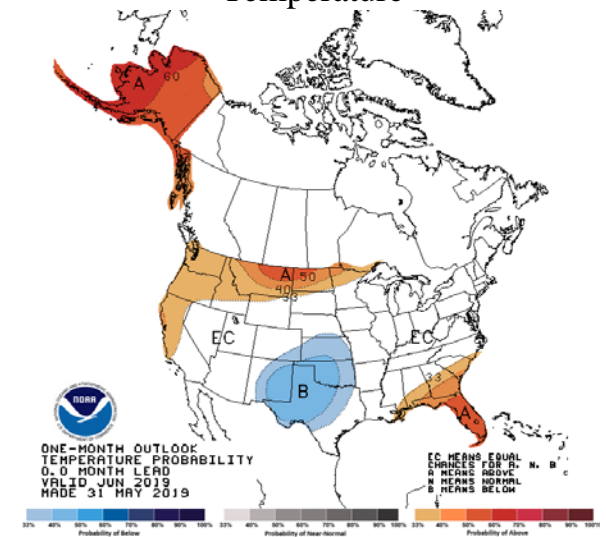 Temperature
A 60
A 50
40
33
EC
EC
B
33
A
NOAA
ONE-MONTH OUTLOOK
TEMPERATURE PROBABILITY
0.0 MONTH LEAD
VALID JUN 2019
MADE 31 MAY 2019
EC MEANS EQUAL
CHANCES FOR A, N, B
A MEANS ABOVE
N MEANS NORMAL
B MEANS BELOW
33% 40% 50% 60% 70% 80% 90% 100%
Probability of Below
33% 40% 50% 60% 70% 80% 90% 100%
Probability of Near-Normal
33% 40% 50% 60% 70% 80% 90% 100%
Probability of Above